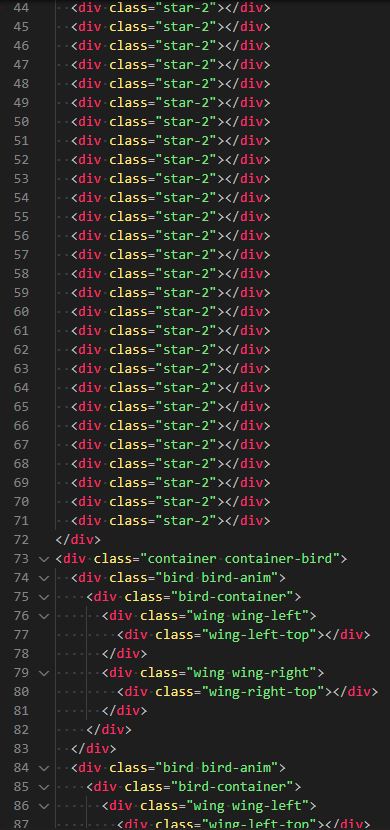 44 <div class="star-2"></div>
45 <div class="star-2"></div>
46 <div class="star-2"></div>
47 <div class="star-2"></div>
48 <div class="star-2"></div>
49 <div class="star-2"></div>
50 <div class="star-2"></div>
51 <div class="star-2"></div>
52 <div class="star-2"></div>
53 <div class="star-2"></div>
54 <div class="star-2"></div>
55 <div class="star-2"></div>
56 <div class="star-2"></div>
57 <div class="star-2"></div>
58 <div class="star-2"></div>
59 <div class="star-2"></div>
60 <div class="star-2"></div>
61 <div class="star-2"></div>
62 <div class="star-2"></div>
63 <div class="star-2"></div>
64 <div class="star-2"></div>
65 <div class="star-2"></div>
66 <div class="star-2"></div>
67 <div class="star-2"></div>
68 <div class="star-2"></div>
69 <div class="star-2"></div>
70 <div class="star-2"></div>
71 <div class="star-2"></div>
72 </div>
73 <div class="container container-bird">
74 <div class="bird bird-anim">
75 <div class="bird-container">
76 <div class="wing wing-left">
77 <div class="wing-left-top"></div>
78 </div>
79 <div class="wing wing-right">
80 <div class="wing-right-top"></div>
81 </div>
82 </div>
83 </div>
84 <div class="bird bird-anim">
85 <div class="bird-container">
86 <div class="wing wing-left">
87 <div class="wing-left-top"></div>